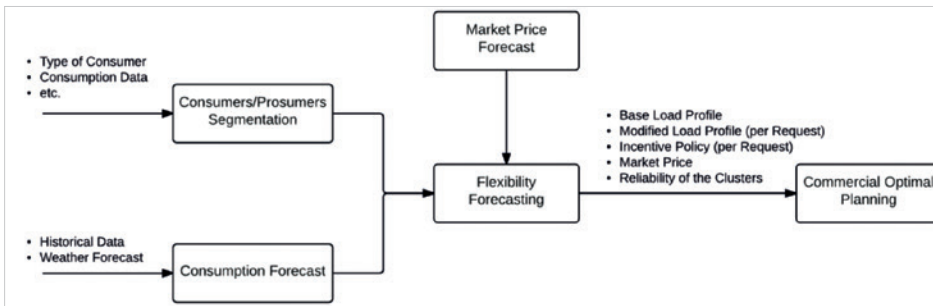 Market Price
Forecast
• Type of Consumer
• Consumption Data
• etc.
Consumers/Prosumers
Segmentation
• Base Load Profile
• Modified Load Profile (per Request)
• Incentive Policy (per Request)
• Market Price
• Reliability of the Clusters
Flexibility
Forecasting
Commercial Optimal
Planning
• Historical Data
• Weather Forecast
Consumption Forecast